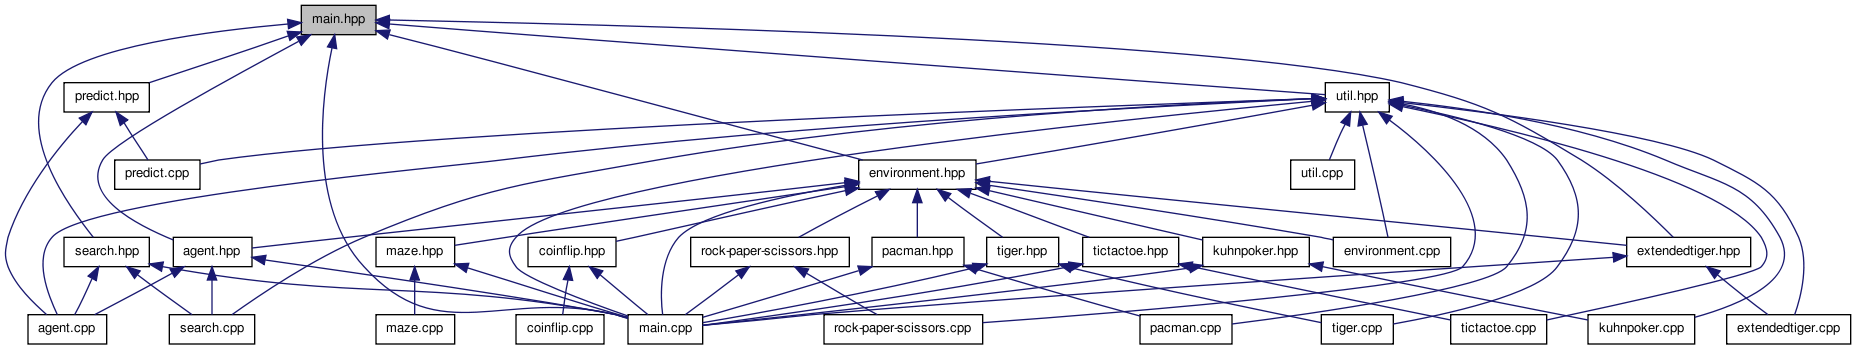 main.hpp
predict.hpp
util.hpp
predict.cpp
environment.hpp
util.cpp
search.hpp
agent.hpp
maze.hpp
coinflip.hpp
rock-paper-scissors.hpp
pacman.hpp
tiger.hpp
tictactoe.hpp
kuhnpoker.hpp
environment.cpp
extendedtiger.hpp
agent.cpp
search.cpp
maze.cpp
coinflip.cpp
main.cpp
rock-paper-scissors.cpp
pacman.cpp
tiger.cpp
tictactoe.cpp
kuhnpoker.cpp
extendedtiger.cpp